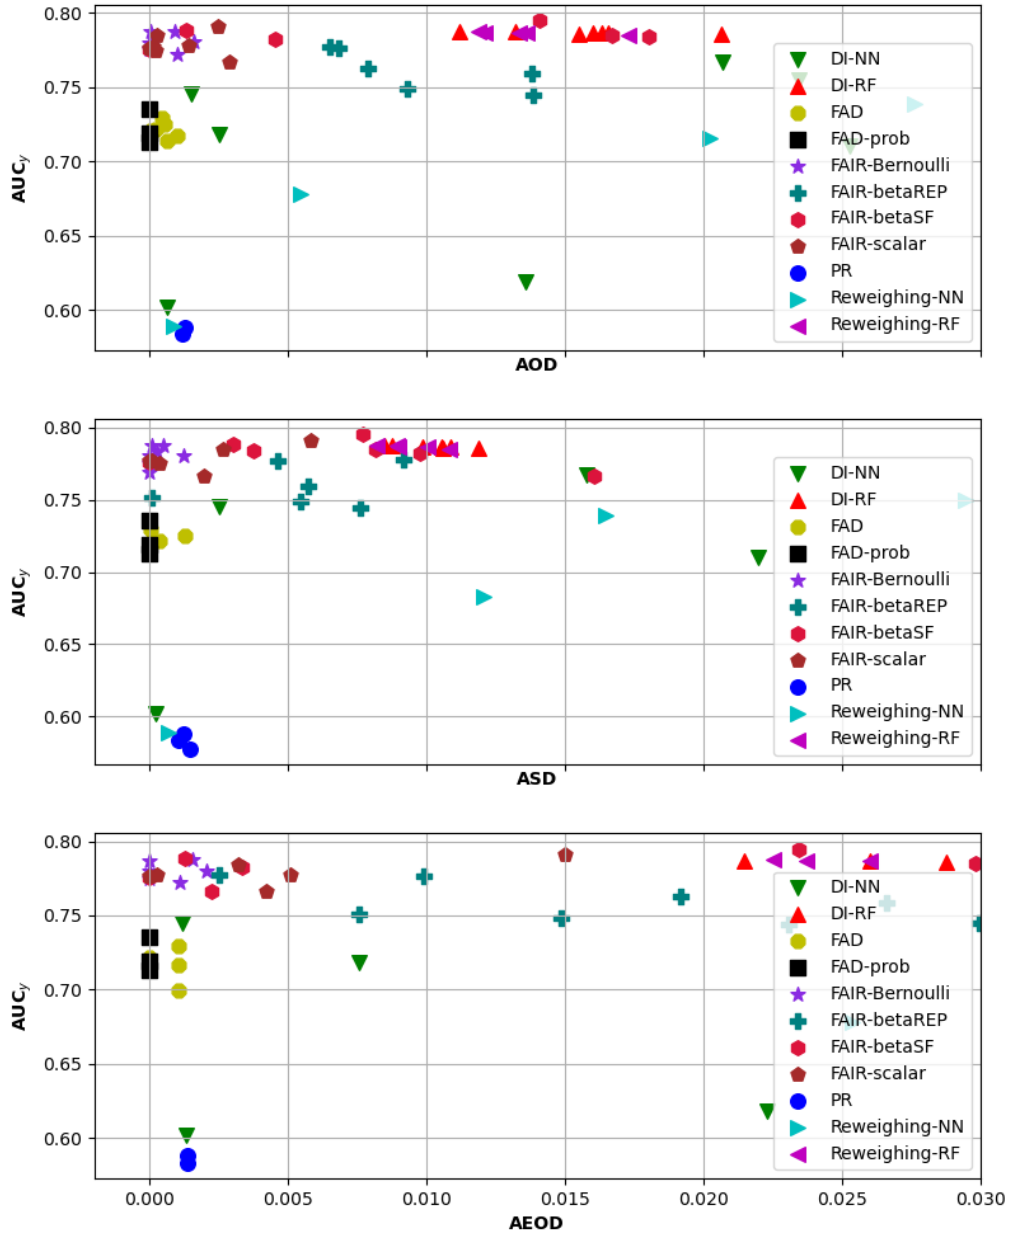 0.80
0.75
0.70
0.65
0.60
AUCy
DI-NN
DI-RF
FAD
FAD-prob
FAIR-Bernoulli
FAIR-betaREP
FAIR-betaSF
FAIR-scalar
PR
Reweighing-NN
Reweighing-RF
AOD
0.80
0.75
0.70
0.65
0.60
AUCy
DI-NN
DI-RF
FAD
FAD-prob
FAIR-Bernoulli
FAIR-betaREP
FAIR-betaSF
FAIR-scalar
PR
Reweighing-NN
Reweighing-RF
ASD
0.80
0.75
0.70
0.65
0.60
AUCy
DI-NN
DI-RF
FAD
FAD-prob
FAIR-Bernoulli
FAIR-betaREP
FAIR-betaSF
FAIR-scalar
PR
Reweighing-NN
Reweighing-RF
0.000 0.005 0.010 0.015 0.020 0.025 0.030
AEOD